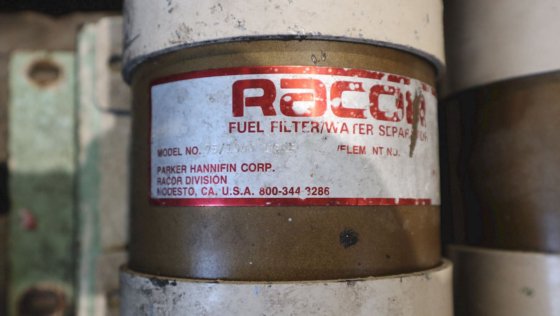 RACOR
FUEL FILTER/WATER SEPARATOR
MODEL NO. /ELEMENT NO.
PARKER HANNIFIN CORP.
RACOR DIVISION
MODESTO, CA. U.S.A. 800-344-3286